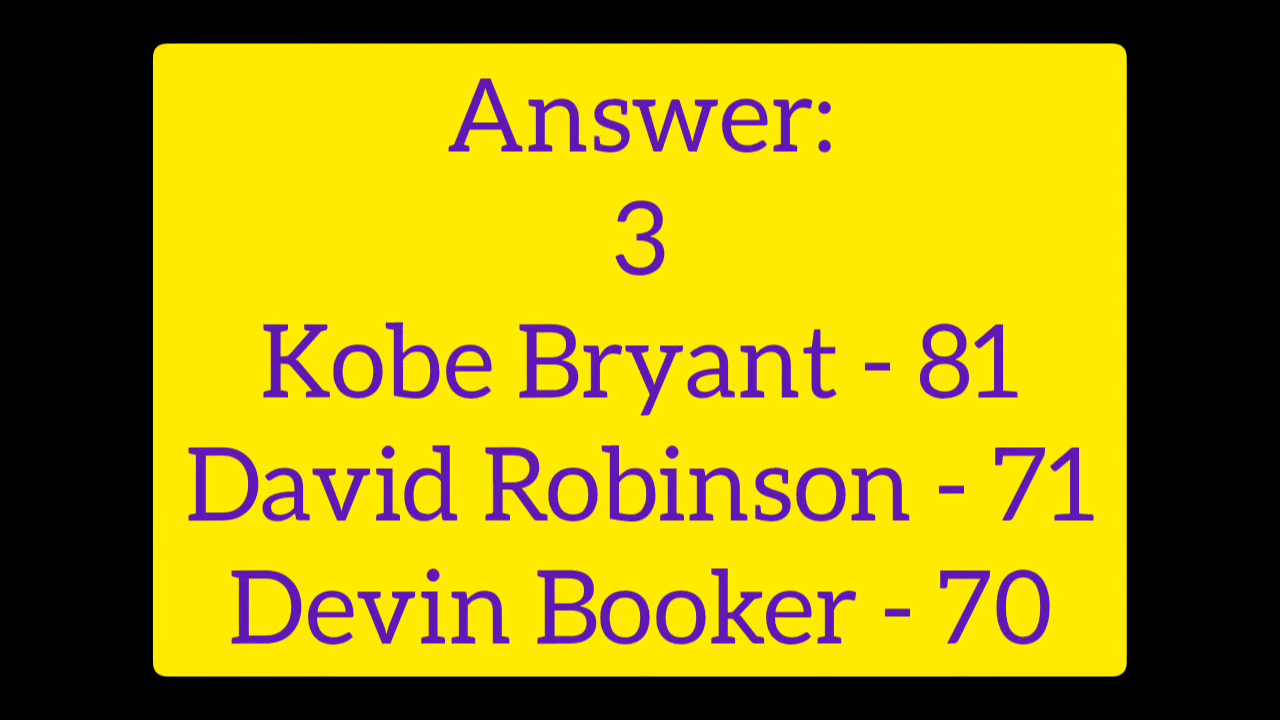 Answer:
3
Kobe Bryant - 81
David Robinson - 71
Devin Booker - 70